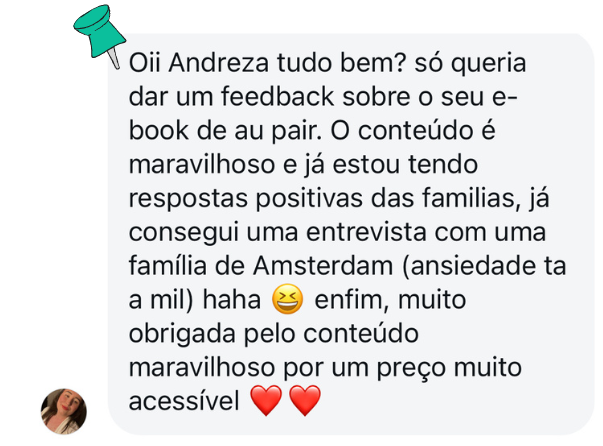 Oii Andreza tudo bem? só queria
dar um feedback sobre o seu e-
book de au pair. O conteúdo é
maravilhoso e já estou tendo
respostas positivas das familias, já
consegui uma entrevista com uma
família de Amsterdam (ansiedade ta
a mil) haha 😆 enfim, muito
obrigada pelo conteúdo
maravilhoso por um preço muito
acessível ❤️❤️